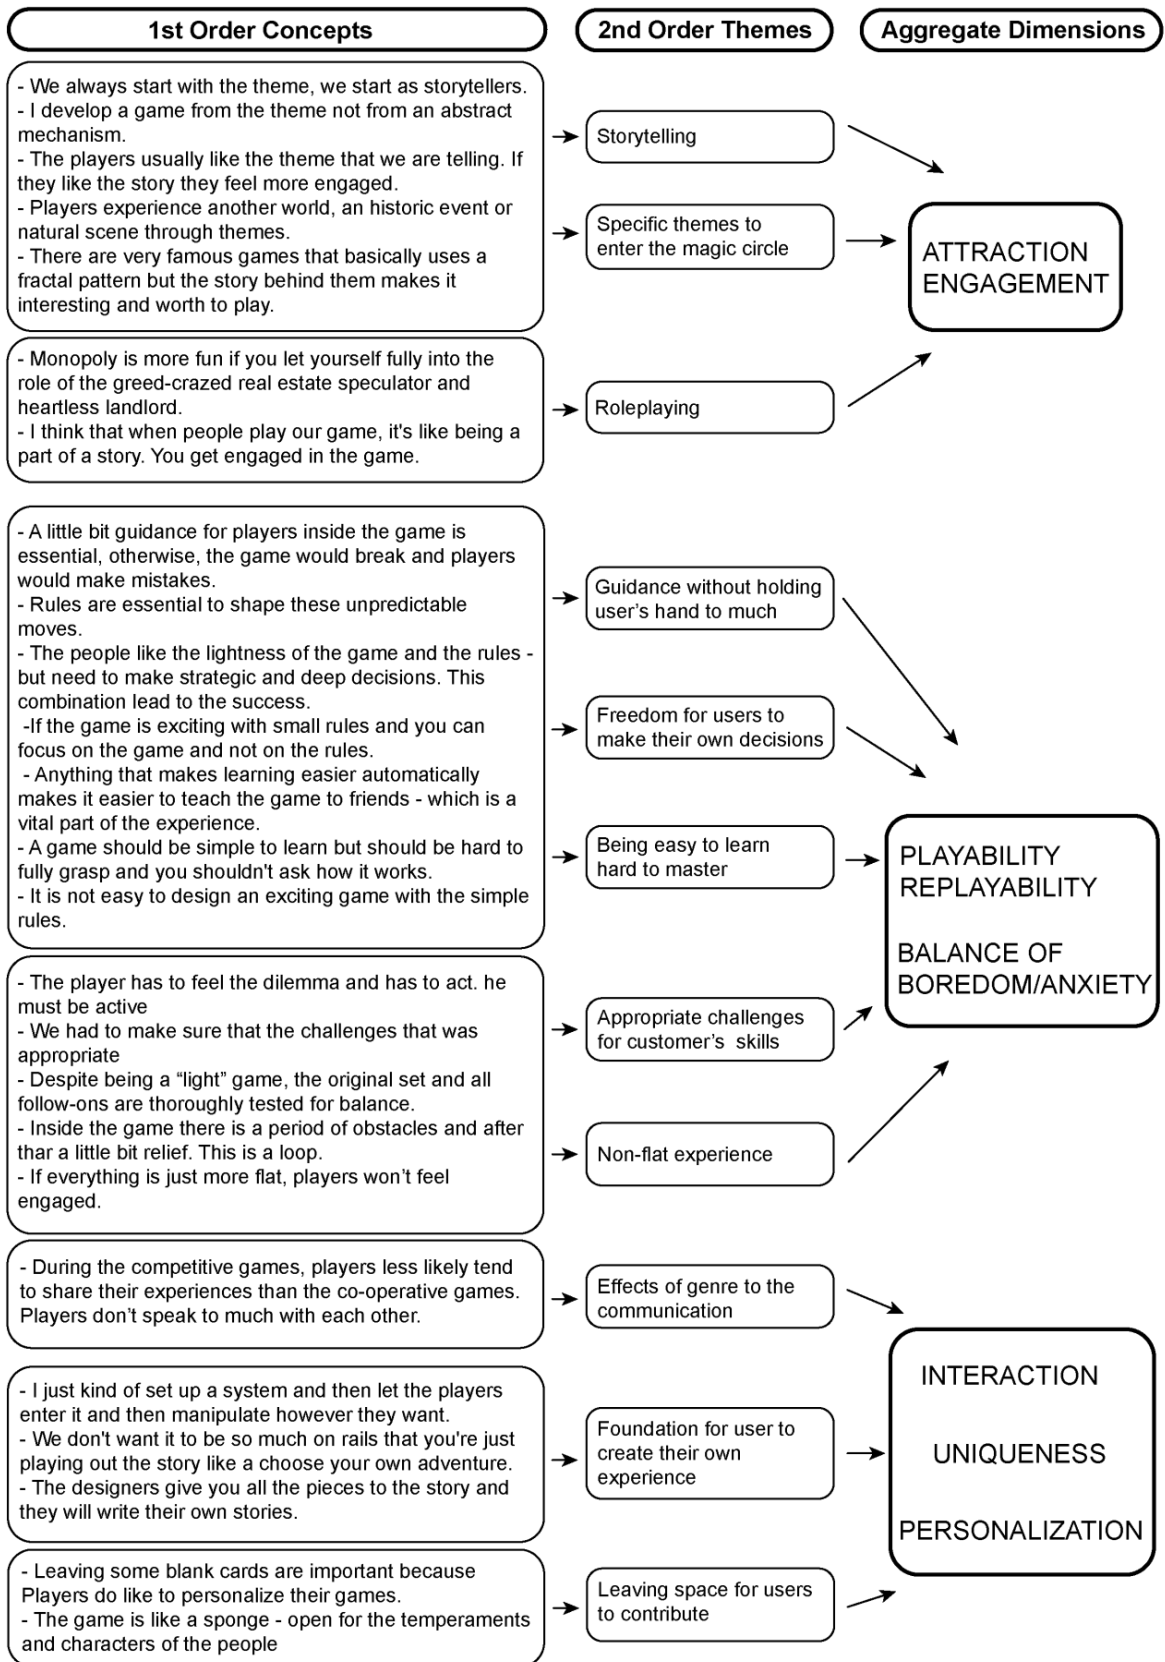 1st Order Concepts
2nd Order Themes
Aggregate Dimensions
- We always start with the theme, we start as storytellers.
- I develop a game from the theme not from an abstract
mechanism.
- The players usually like the theme that we are telling. If
they like the story they feel more engaged.
- Players experience another world, an historic event or
natural scene through themes.
- There are very famous games that basically uses a
fractal pattern but the story behind them makes it
interesting and worth to play.
Storytelling
Specific themes to
enter the magic circle
ATTRACTION
ENGAGEMENT
- Monopoly is more fun if you let yourself fully into the
role of the greed-crazed real estate speculator and
heartless landlord.
- I think that when people play our game, it's like being a
part of a story. You get engaged in the game.
Roleplaying
- A little bit guidance for players inside the game is
essential, otherwise, the game would break and players
would make mistakes.
- Rules are essential to shape these unpredictable
moves.
- The people like the lightness of the game and the rules -
but need to make strategic and deep decisions. This
combination lead to the success.
-If the game is exciting with small rules and you can
focus on the game and not on the rules.
- Anything that makes learning easier automatically
makes it easier to teach the game to friends - which is a
vital part of the experience.
- A game should be simple to learn but should be hard to
fully grasp and you shouldn't ask how it works.
- It is not easy to design an exciting game with the simple
rules.
Guidance without holding
user's hand to much
Freedom for users to
make their own decisions
Being easy to learn
hard to master
PLAYABILITY
REPLAYABILITY
BALANCE OF
BOREDOM/ANXIETY
- The player has to feel the dilemma and has to act. he
must be active
- We had to make sure that the challenges that was
appropriate
- Despite being a “light” game, the original set and all
follow-ons are thoroughly tested for balance.
- Inside the game there is a period of obstacles and after
thar a little bit relief. This is a loop.
- If everything is just more flat, players won’t feel
engaged.
Appropriate challenges
for customer’s skills
Non-flat experience
- During the competitive games, players less likely tend
to share their experiences than the co-operative games.
Players don’t speak to much with each other.
Effects of genre to the
communication
- I just kind of set up a system and then let the players
enter it and then manipulate however they want.
- We don't want it to be so much on rails that you're just
playing out the story like a choose your own adventure.
- The designers give you all the pieces to the story and
they will write their own stories.
Foundation for user to
create their own
experience
INTERACTION
UNIQUENESS
PERSONALIZATION
- Leaving some blank cards are important because
Players do like to personalize their games.
- The game is like a sponge - open for the temperaments
and characters of the people
Leaving space for users
to contribute